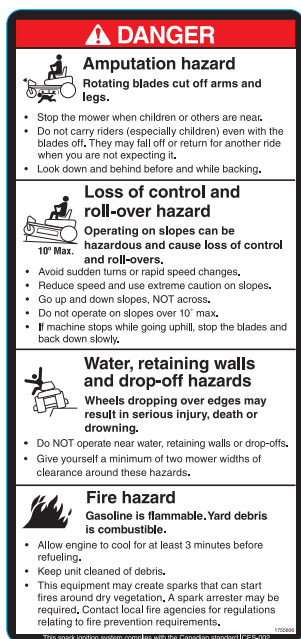 DANGER
Amputation hazard
Rotating blades cut off arms and
legs.
• Stop the mower when children or others are near.
• Do not carry riders (especially children) even with the
blades off. They may fall off or return for another ride
when you are not expecting it.
• Look down and behind before and while backing.
Loss of control and
roll-over hazard
Operating on slopes can be
hazardous and cause loss of control
and roll-overs.
10° Max.
• Avoid sudden turns or rapid speed changes.
• Reduce speed and use extreme caution on slopes.
• Go up and down slopes, NOT across.
• Do not operate on slopes over 10° max.
• If machine stops while going uphill, stop the blades and
back down slowly.
Water, retaining walls
and drop-off hazards
Wheels dropping over edges may
result in serious injury, death or
drowning.
• Do NOT operate near water, retaining walls or drop-offs.
• Give yourself a minimum of two mower widths of
clearance around these hazards.
Fire hazard
Gasoline is flammable. Yard debris
is combustible.
• Allow engine to cool for at least 3 minutes before
refueling.
• Keep unit cleaned of debris.
• This equipment may create sparks that can start
fires around dry vegetation. A spark arrester may be
required. Contact local fire agencies for regulations
relating to fire prevention requirements.
1755606
This spark ignition system complies with the Canadian standard ICES-002